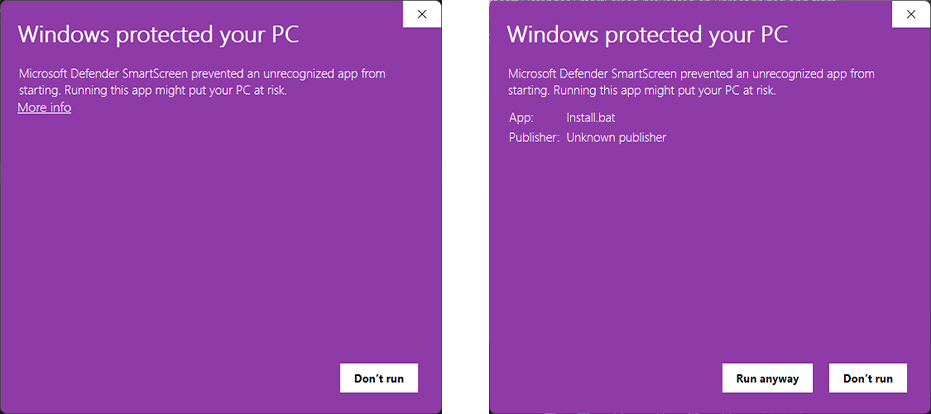 Windows protected your PC
Microsoft Defender SmartScreen prevented an unrecognized app from
starting. Running this app might put your PC at risk.
More info
Don't run
Windows protected your PC
Microsoft Defender SmartScreen prevented an unrecognized app from
starting. Running this app might put your PC at risk.
App: Install.bat
Publisher: Unknown publisher
Run anyway Don't run